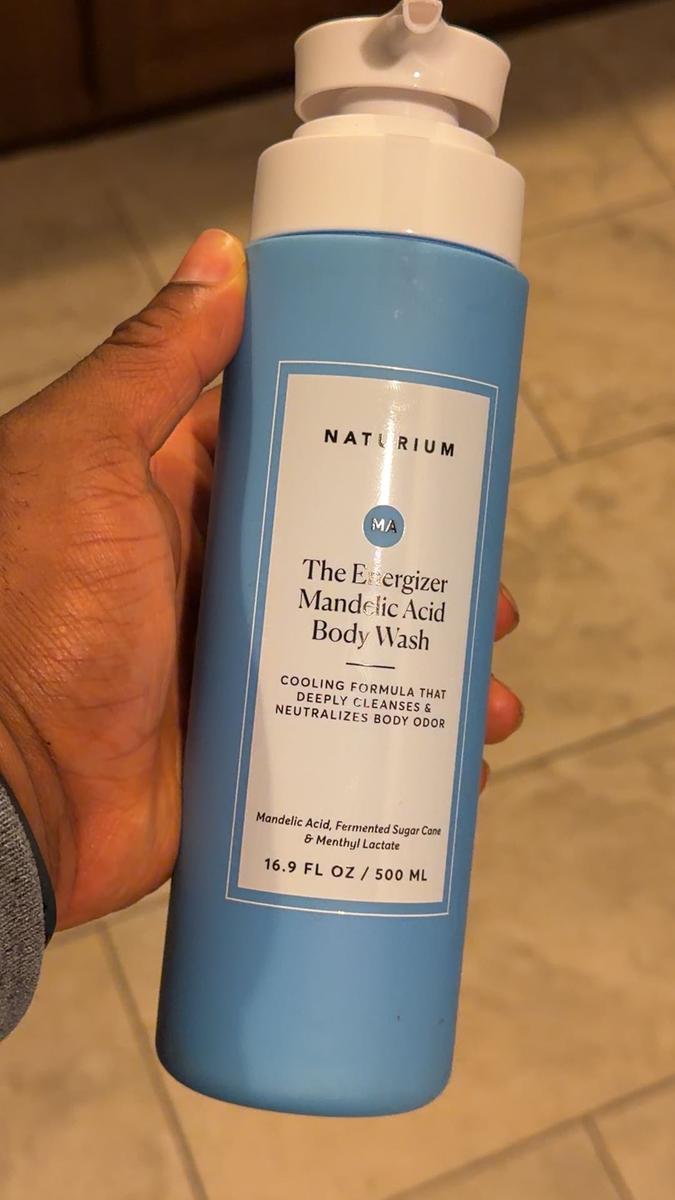 NATURIUM
MA
The Energizer
Mandelic Acid
Body Wash
COOLING FORMULA THAT
DEEPLY CLEANSES &
NEUTRALIZES BODY ODOR
Mandelic Acid, Fermented Sugar Cane
& Menthyl Lactate
16.9 FL OZ / 500 ML